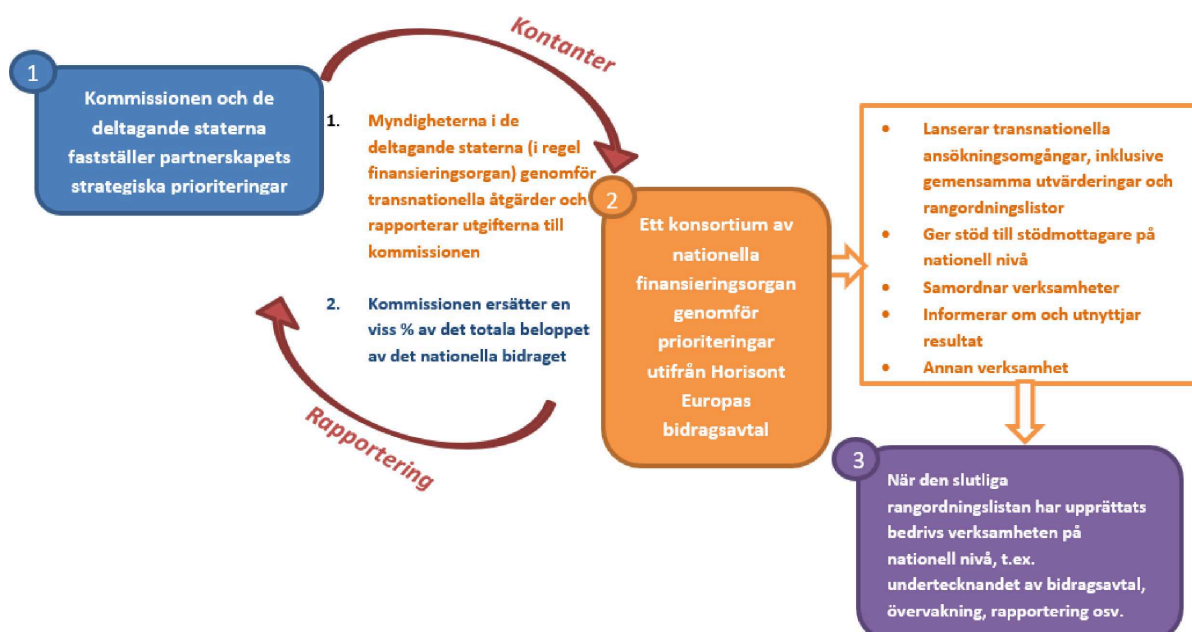 1
Kommissionen och de
deltagande staterna
fastställer partnerskapets
strategiska prioriteringar
Kontanter
1. Myndigheterna i de
deltagande staterna (i regel
finansieringsorgan) genomför
transnationella åtgärder och
rapporterar utgifterna till
kommissionen
2. Kommissionen ersätter en
viss % av det totala beloppet
av det nationella bidraget
Rapportering
2
Ett konsortium av
nationella
finansieringsorgan
genomför
prioriteringar
utifrån Horisont
Europas
bidragsavtal
• Lanserar transnationella
ansökningsomgångar, inklusive
gemensamma utvärderingar och
rangordningslistor
• Ger stöd till stödmottagare på
nationell nivå
• Samordnar verksamheter
• Informerar om och utnyttjar
resultat
• Annan verksamhet
3
När den slutliga
rangordningslistan har upprättats
bedrivs verksamheten på
nationell nivå, t.ex.
undertecknandet av bidragsavtal,
övervakning, rapportering osv.